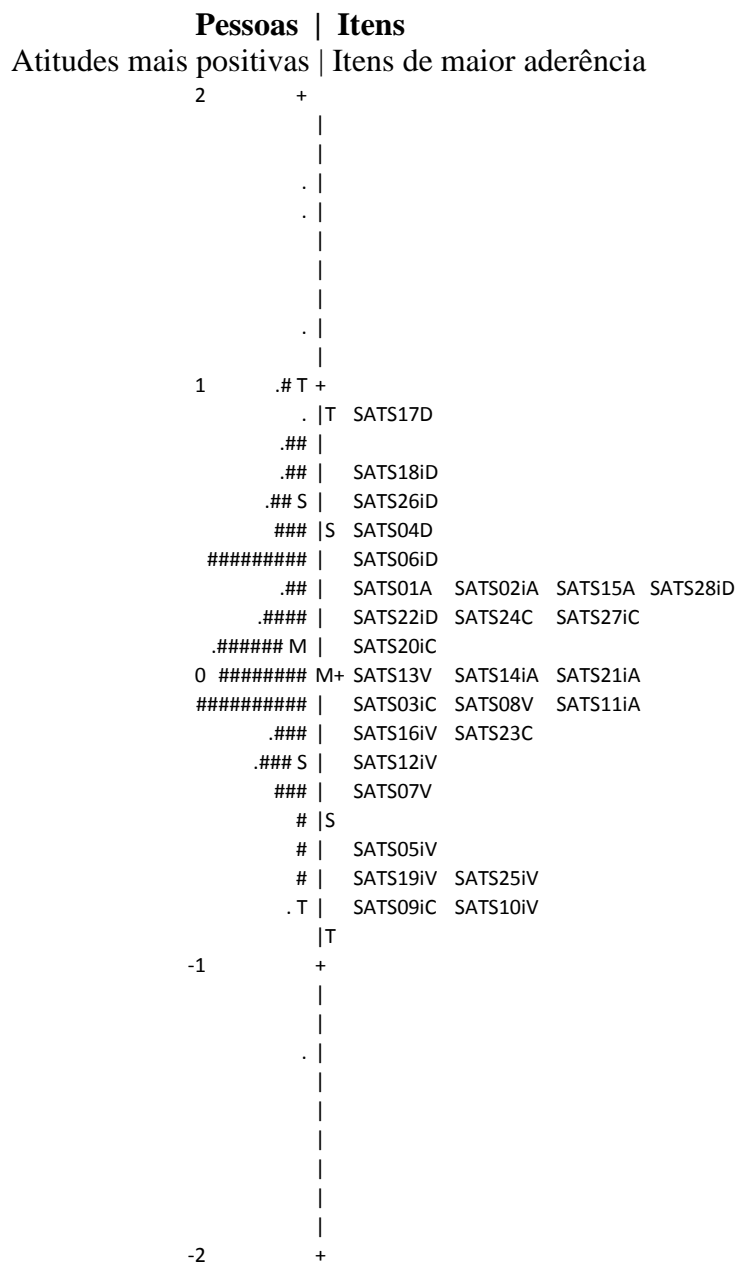 Pessoas | Itens
Atitudes mais positivas | Itens de maior aderência
2 +
|
|
. |
. |
|
|
|
. |
|
1 .# T +
. |T SATS17D
.## |
.## | SATS18iD
.## S | SATS26iD
### |S SATS04D
######### | SATS06iD
.## | SATS01A SATS02iA SATS15A SATS28iD
.#### | SATS22iD SATS24C SATS27iC
.###### M | SATS20iC
0 ######## M+ SATS13V SATS14iA SATS21iA
########## | SATS03iC SATS08V SATS11iA
.### | SATS16iV SATS23C
.### S | SATS12iV
### | SATS07V
# |S
# | SATS05iV
# | SATS19iV SATS25iV
. T | SATS09iC SATS10iV
|T
-1 +
|
|
. |
|
|
|
|
|
|
-2 +